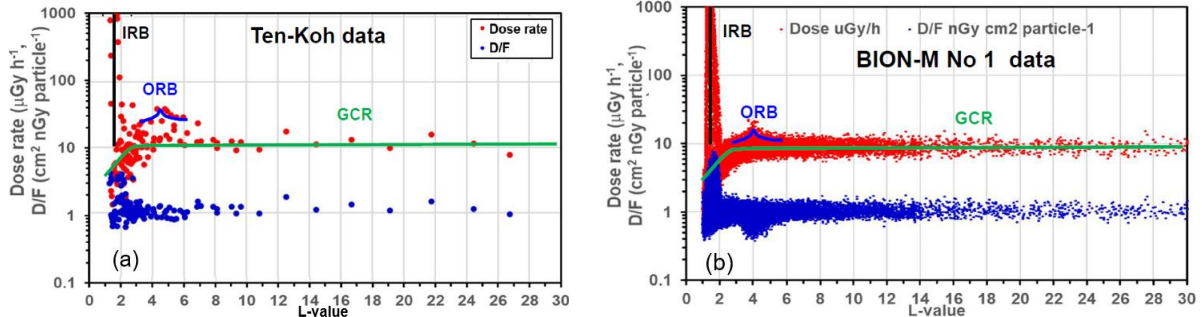 Dose rate (µGy h⁻¹,
D/F (cm² nGy particle⁻¹)
1000
100
10
1
0.1
IRB
Ten-Koh data
Dose rate
D/F
ORB
GCR
(a)
0 2 4 6 8 10 12 14 16 18 20 22 24 26 28 30
L-value
Dose rate (µGy h⁻¹,
D/F (cm² nGy particle⁻¹)
1000
100
10
1
0.1
IRB
Dose uGy/h D/F nGy cm2 particle-1
BION-M No 1 data
ORB
GCR
(b)
0 2 4 6 8 10 12 14 16 18 20 22 24 26 28 30
L-value